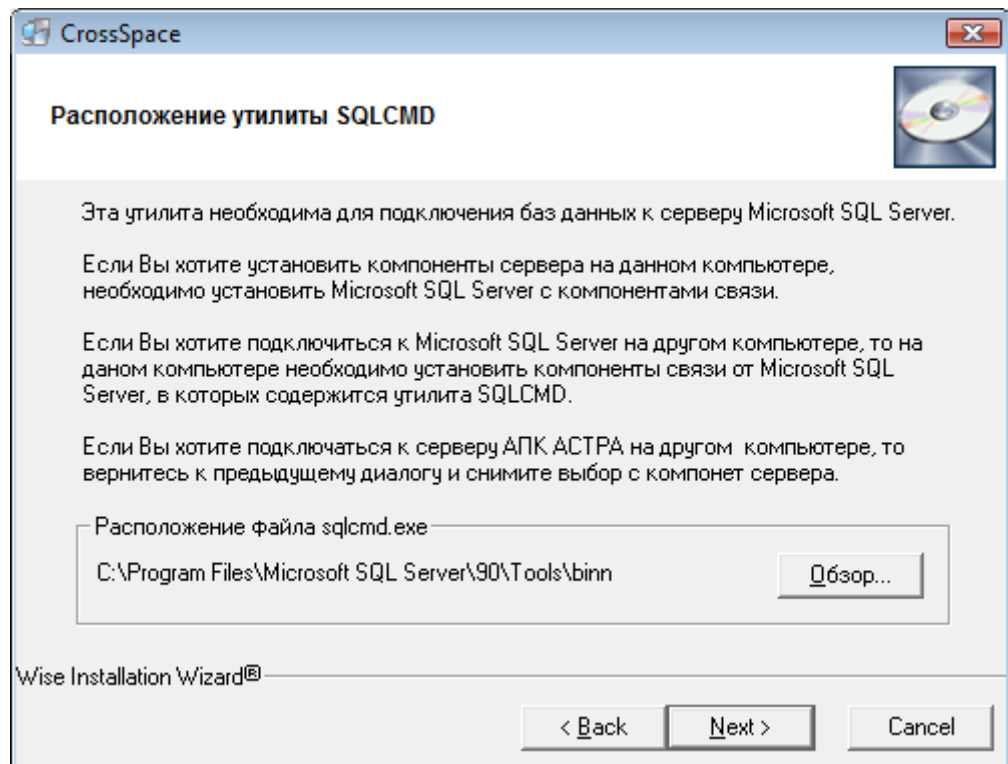 CrossSpace
Расположение утилиты SQLCMD
Эта утилита необходима для подключения баз данных к серверу Microsoft SQL Server.
Если Вы хотите установить компоненты сервера на данном компьютере,
необходимо установить Microsoft SQL Server с компонентами связи.
Если Вы хотите подключиться к Microsoft SQL Server на другом компьютере, то на
даном компьютере необходимо установить компоненты связи от Microsoft SQL
Server, в которых содержится утилита SQLCMD.
Если Вы хотите подключаться к серверу АПК АСТРА на другом  компьютере, то
вернитесь к предыдущему диалогу и снимите выбор с компонет сервера.
Расположение файла sqlcmd.exe
C:\Program Files\Microsoft SQL Server\90\Tools\binn
Обзор...
Wise Installation Wizard®
< Back
Next >
Cancel